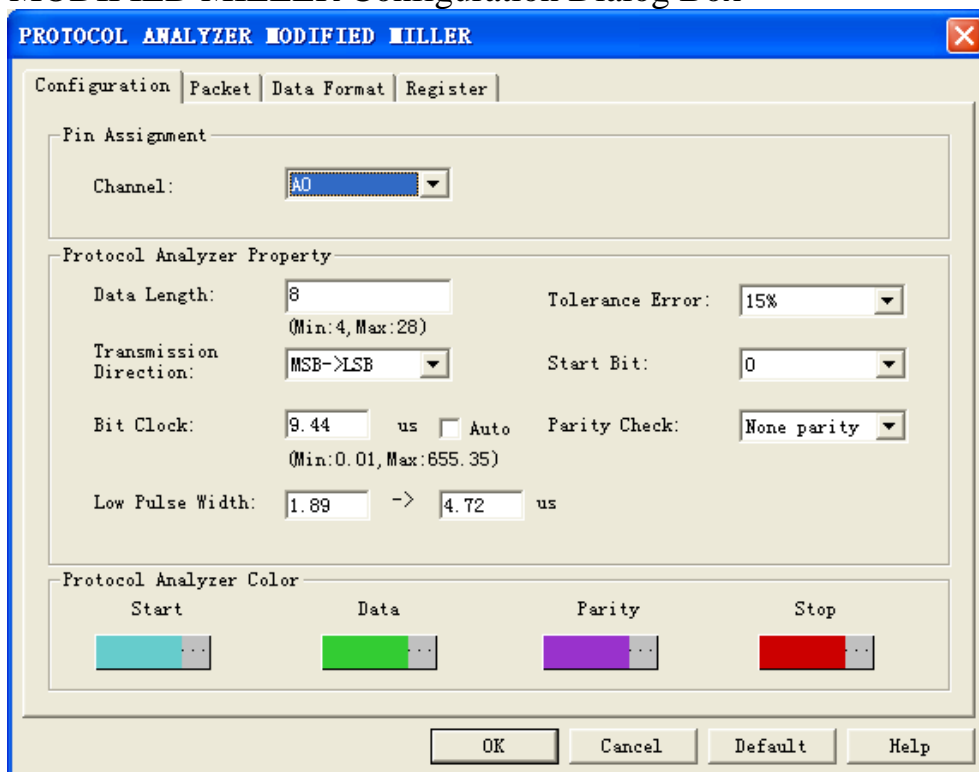 MODIFIED MILLER Configuration Dialog Box
PROTOCOL ANALYZER MODIFIED MILLER
Configuration Packet Data Format Register
Pin Assignment
Channel: A0
Protocol Analyzer Property
Data Length: 8 Tolerance Error: 15%
(Min:4,Max:28)
Transmission Direction: MSB->LSB Start Bit: 0
Bit Clock: 9.44 us Auto Parity Check: None parity
(Min:0.01,Max:655.35)
Low Pulse Width: 1.89 -> 4.72 us
Protocol Analyzer Color
Start Data Parity Stop
... ... ... ...
OK Cancel Default Help